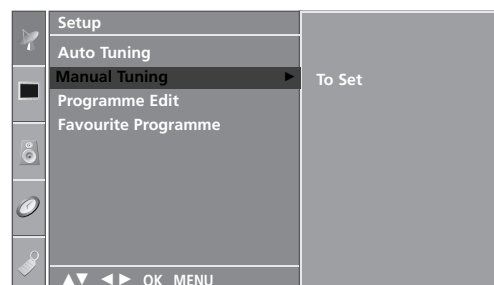 Setup
Auto Tuning
Manual Tuning ► To Set
Programme Edit
Favourite Programme
▲▼ ◄► OK MENU